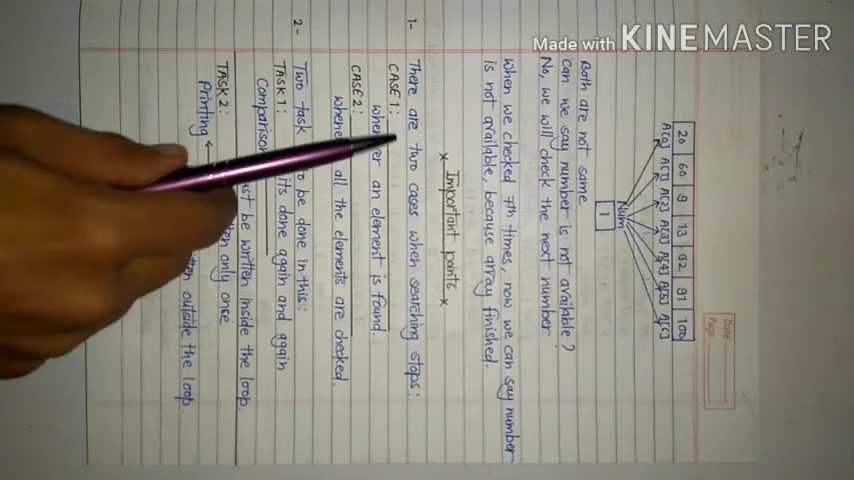 Made with KINEMASTER
Date
Page
20 60 9 13 92 91 100
A[0] A[1] A[2] A[3] A[4] A[5] A[6]
Num
1
Both are not same
can we say number is not available?
No, we will check the next number
when we checked 7th times, now we can say number
is not available, because array finished.
x Important points x
1- There are two cases when searching stops:
CASE 1:
whenever an element is found.
CASE 2:
whene all the elements are checked.
2- Two task to be done in this:
TASK 1:
Comparison its done again and again
ust be written inside the loop.
TASK 2:
Printing ← only once
outside the loop.